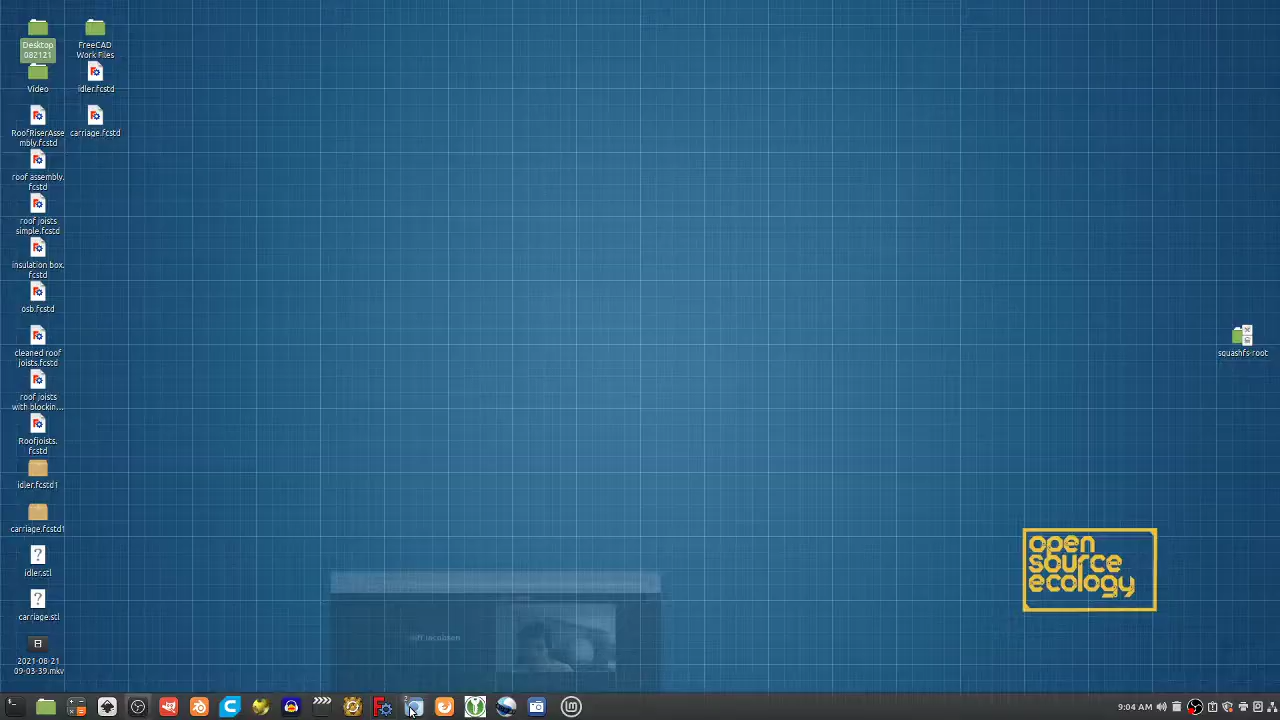 Desktop
082121
FreeCAD
Work Files
Video
idler.fcstd
RoofRiserAsse
mbly.fcstd
carriage.fcstd
roof assembly.
fcstd
roof joists
simple.fcstd
insulation box.
fcstd
osb.fcstd
cleaned roof
joists.fcstd
roof joists
with blockin...
Roofjoists.
fcstd
idler.fcstd1
carriage.fcstd1
idler.stl
carriage.stl
2021-08-21
09-03-39.mkv
squashfs-root
open
source
ecology
9:04 AM